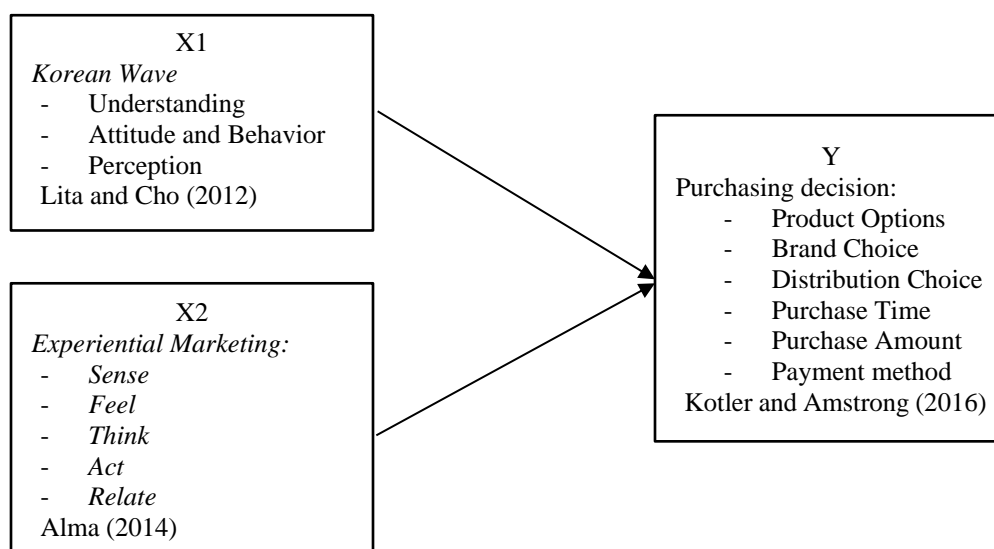 X1
Korean Wave
- Understanding
- Attitude and Behavior
- Perception
Lita and Cho (2012)
X2
Experiential Marketing:
- Sense
- Feel
- Think
- Act
- Relate
Alma (2014)
Y
Purchasing decision:
- Product Options
- Brand Choice
- Distribution Choice
- Purchase Time
- Purchase Amount
- Payment method
Kotler and Amstrong (2016)